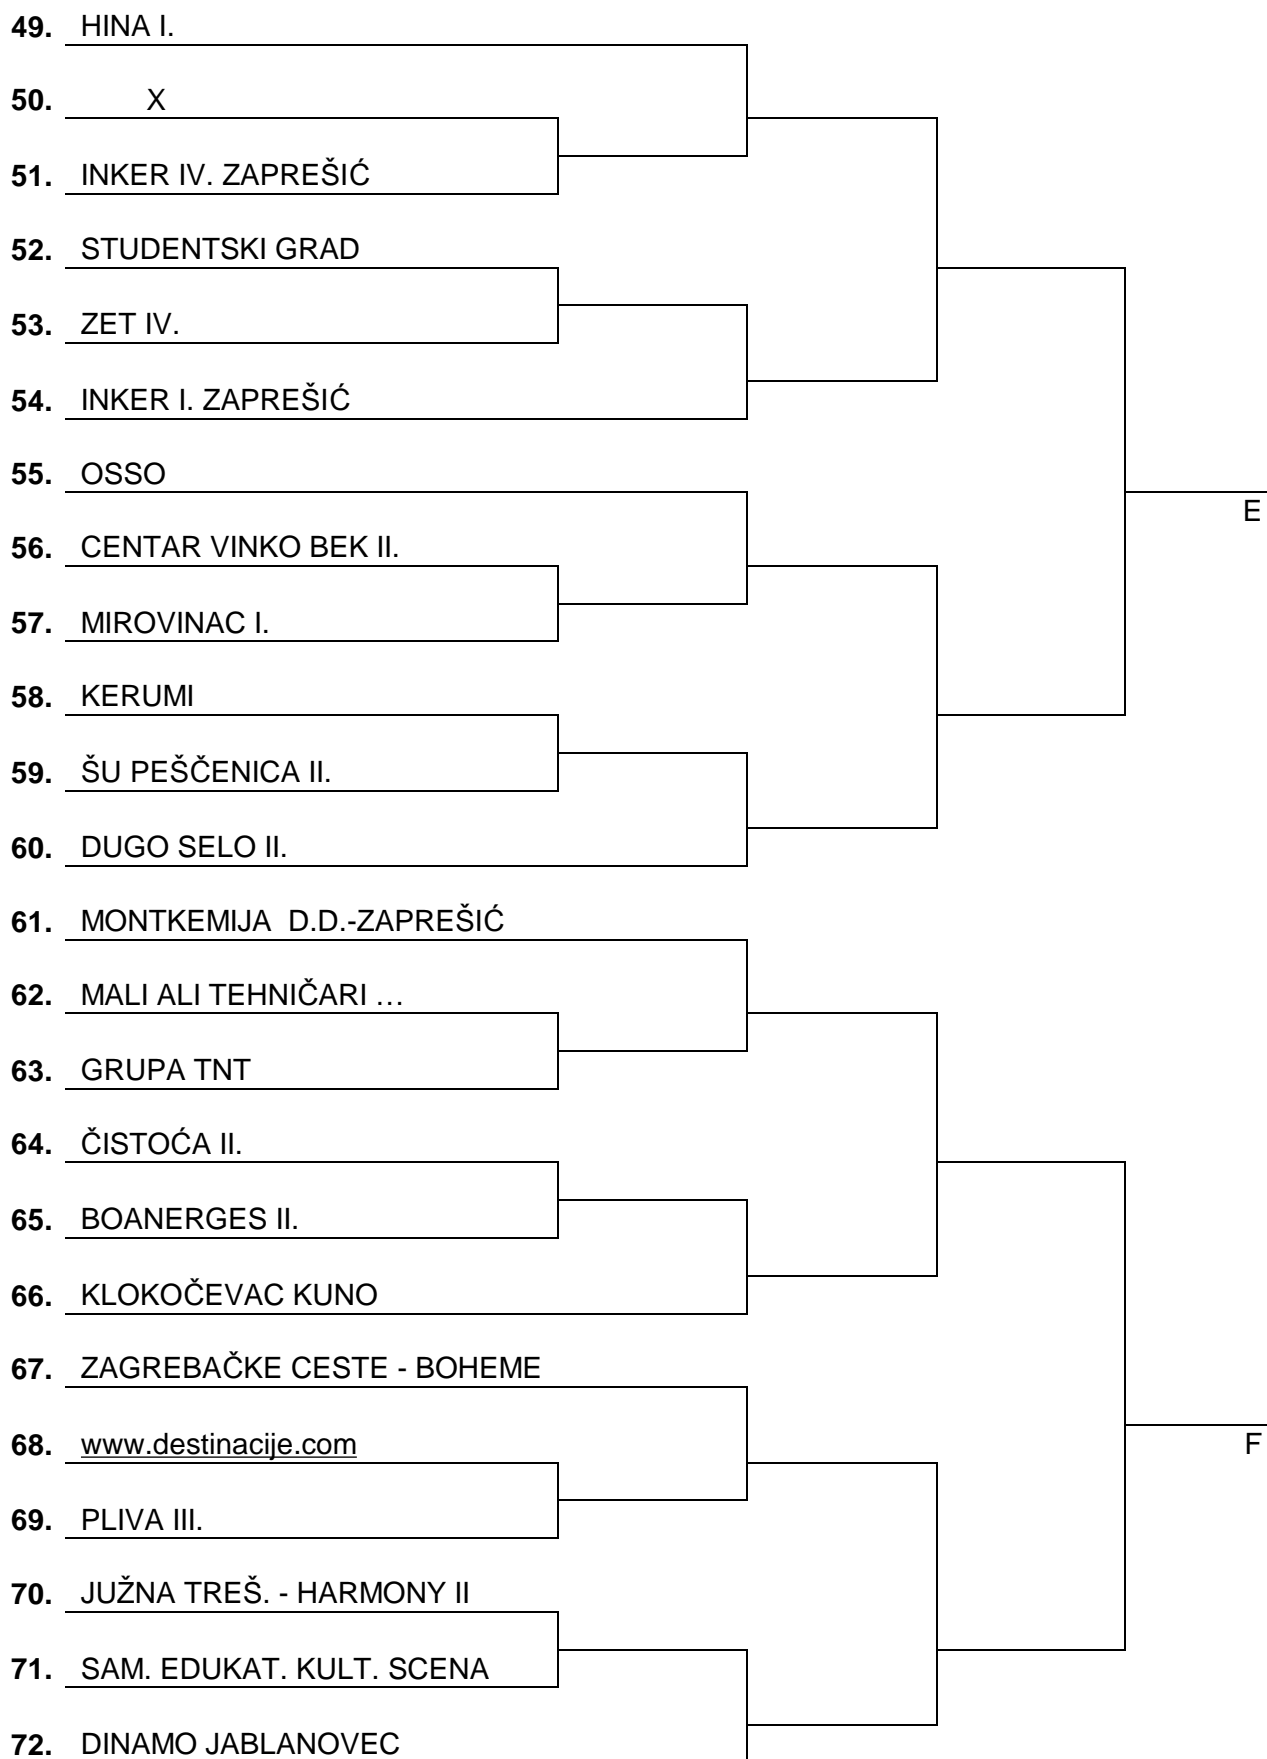 49. HINA I.
50. X
51. INKER IV. ZAPREŠIĆ
52. STUDENTSKI GRAD
53. ZET IV.
54. INKER I. ZAPREŠIĆ
55. OSSO
E
56. CENTAR VINKO BEK II.
57. MIROVINAC I.
58. KERUMI
59. ŠU PEŠČENICA II.
60. DUGO SELO II.
61. MONTKEMIJA D.D.-ZAPREŠIĆ
62. MALI ALI TEHNIČARI …
63. GRUPA TNT
64. ČISTOĆA II.
65. BOANERGES II.
66. KLOKOČEVAC KUNO
67. ZAGREBAČKE CESTE - BOHEME
68. www.destinacije.com
F
69. PLIVA III.
70. JUŽNA TREŠ. - HARMONY II
71. SAM. EDUKAT. KULT. SCENA
72. DINAMO JABLANOVEC